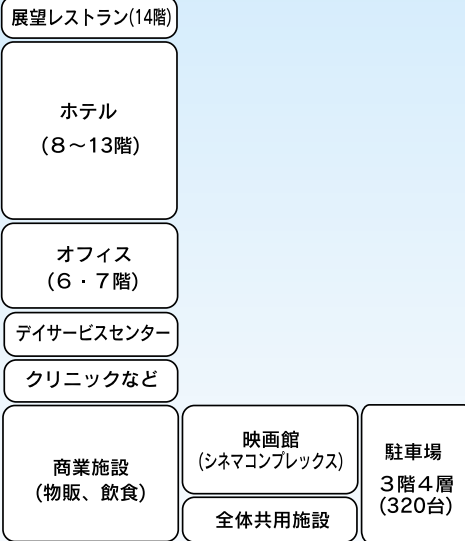 展望レストラン(14階)
ホテル
(８～13階)
オフィス
(６・７階)
デイサービスセンター
クリニックなど
商業施設
(物販、飲食)
映画館
(シネマコンプレックス)
全体共用施設
駐車場
３階４層
(320台)